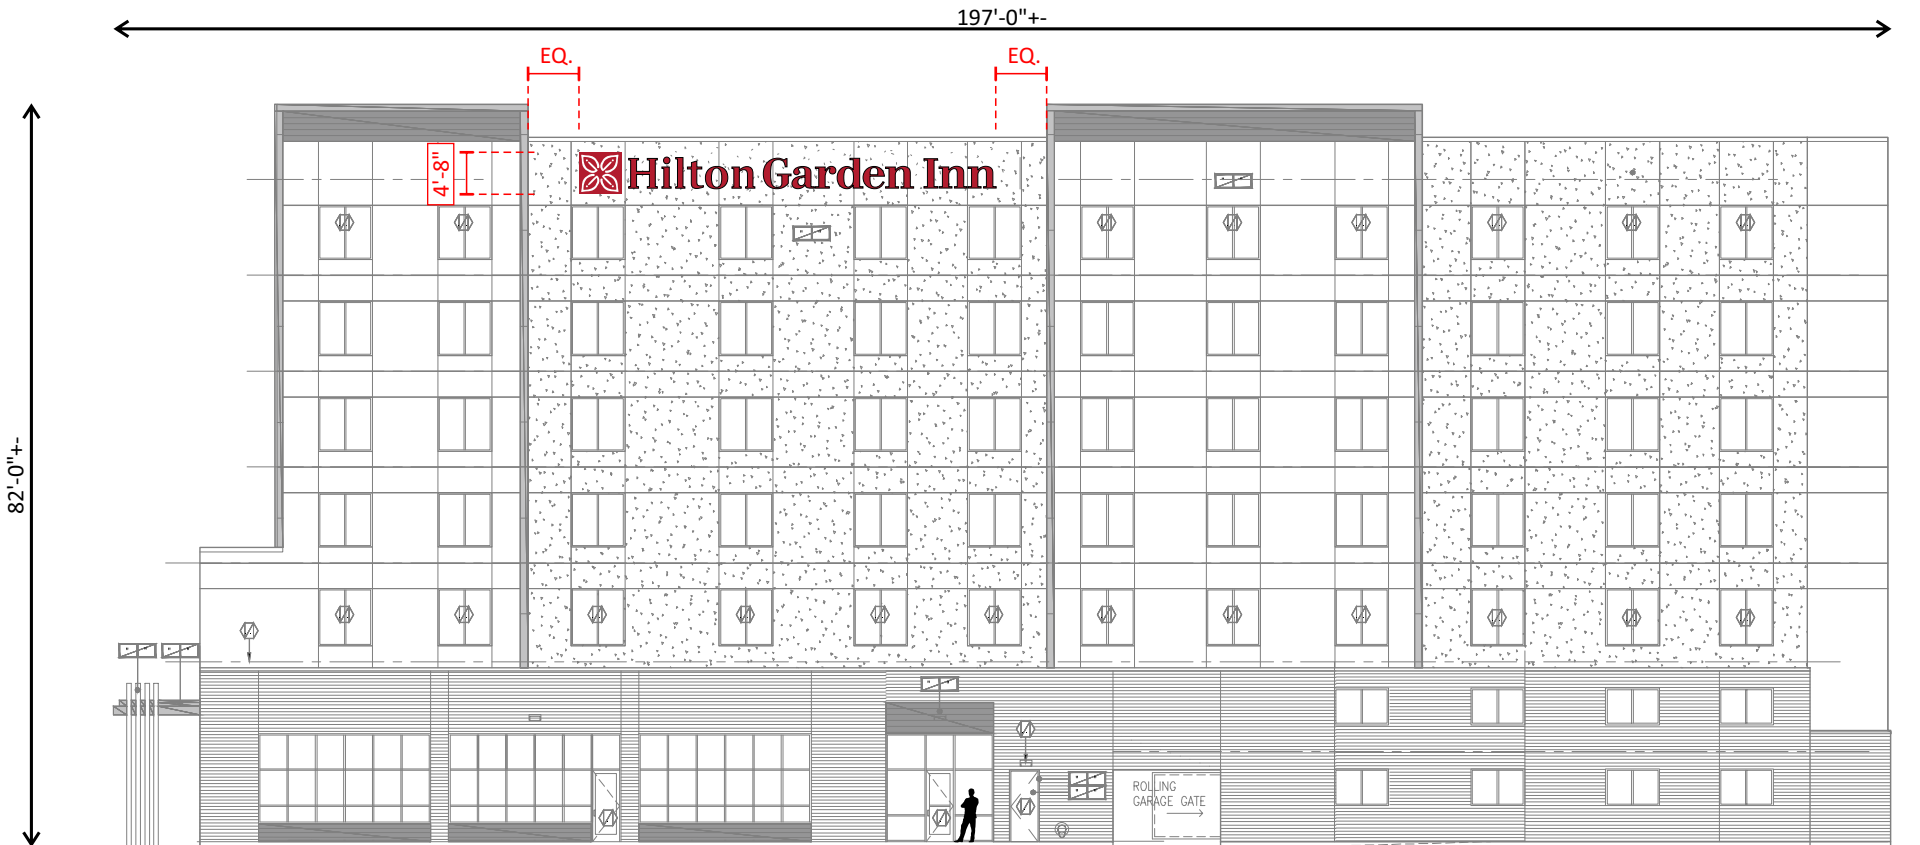 197'-0"+-
EQ.
EQ.
4'-8"
Hilton Garden Inn
82'-0"+-
ROLLING
GARAGE GATE